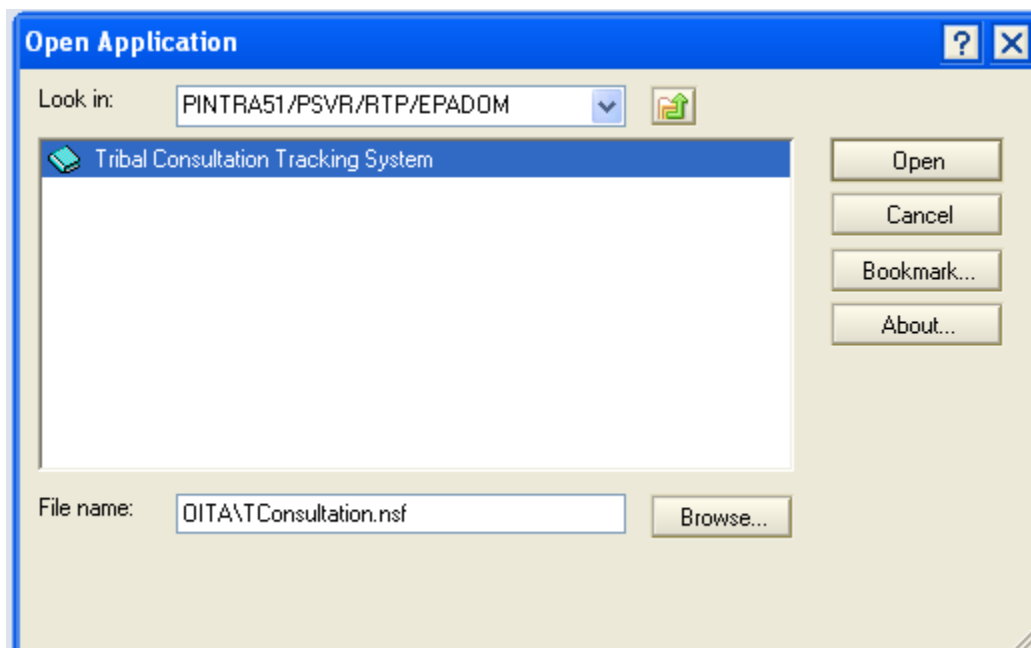 Open Application
Look in:
PINTRA51/PSVR/RTP/EPADOM
Tribal Consultation Tracking System
Open
Cancel
Bookmark...
About...
File name:
OITA\TConsultation.nsf
Browse...